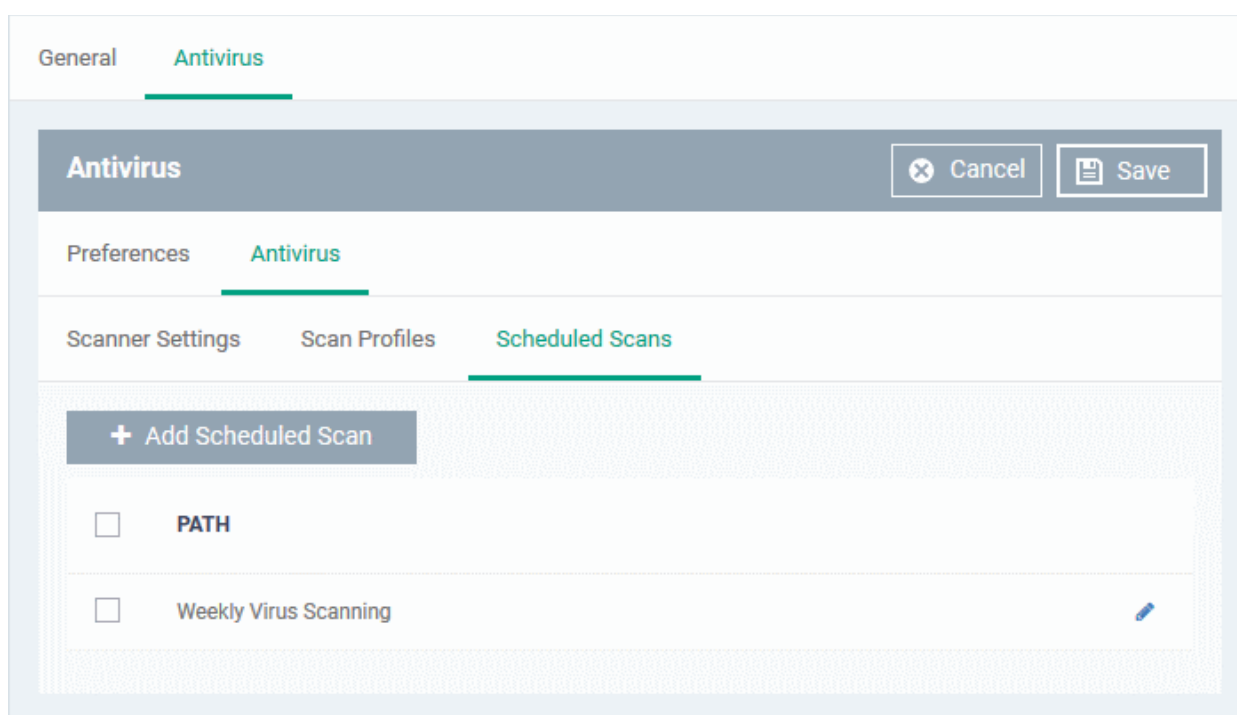 General Antivirus
Antivirus Cancel Save
Preferences Antivirus
Scanner Settings Scan Profiles Scheduled Scans
+ Add Scheduled Scan
PATH
Weekly Virus Scanning